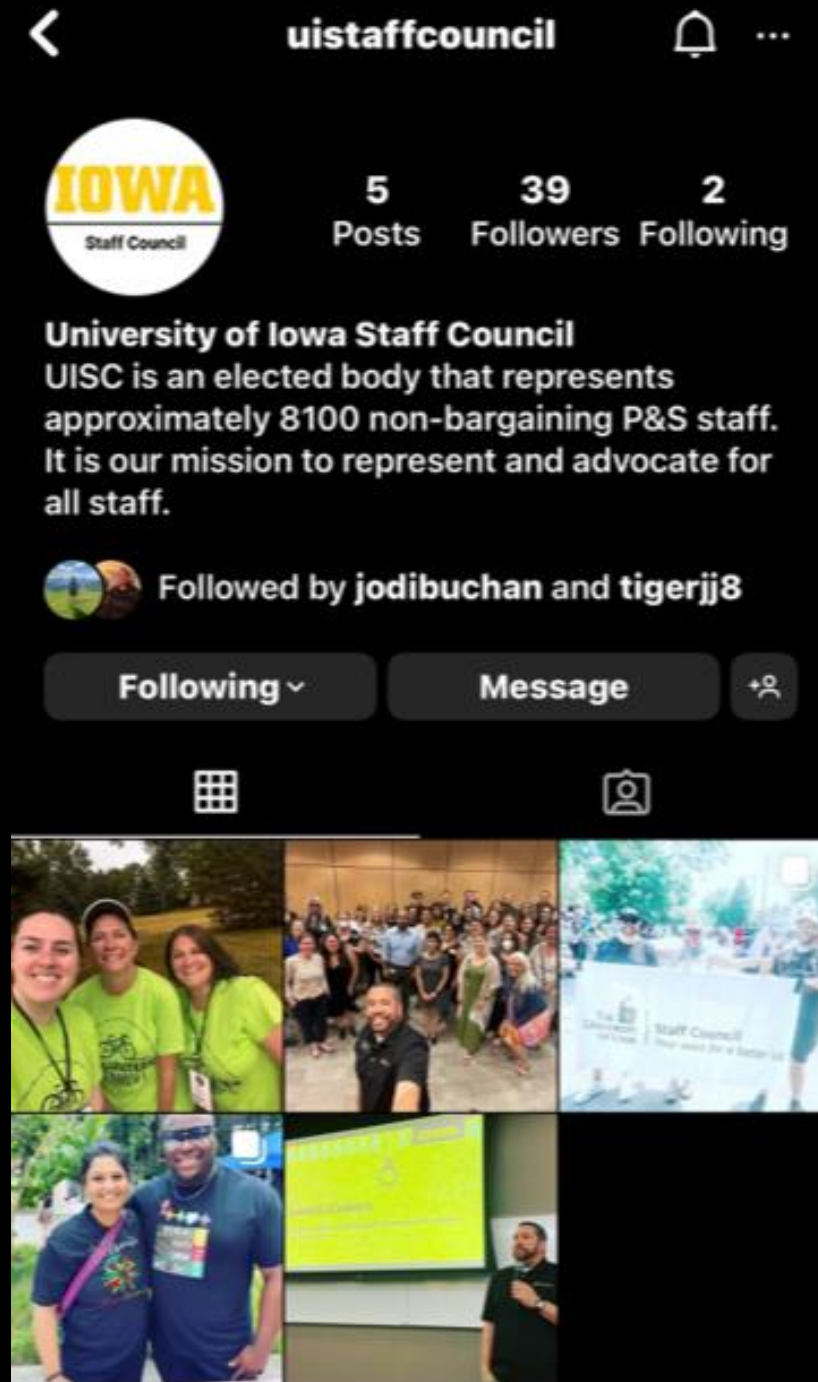 uistaffcouncil
IOWA
Staff Council
5
39
2
Posts
Followers
Following
University of Iowa Staff Council
UISC is an elected body that represents
approximately 8100 non-bargaining P&S staff.
It is our mission to represent and advocate for
all staff.
Followed by jodibuchan and tigerjj8
Following
Message
Staff Council